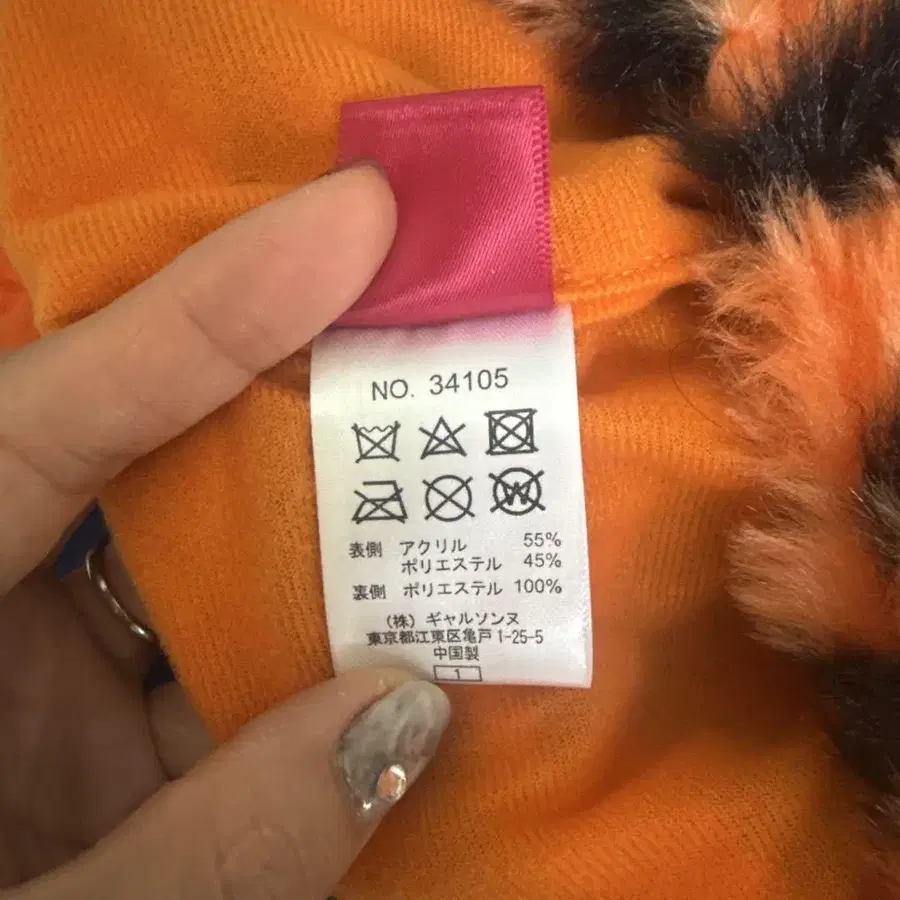 NO. 34105
W
表側 アクリル 55%
ポリエステル 45%
裏側 ポリエステル 100%
(株) ギャルソンヌ
東京都江東区亀戸1-25-5
中国製
1